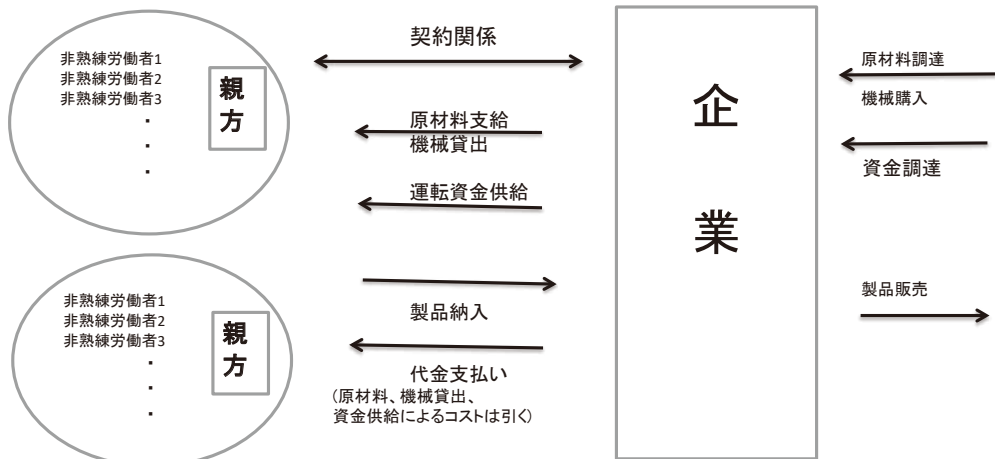 非熟練労働者1
非熟練労働者2
非熟練労働者3
・
・
・
親
方
契約関係
原材料支給
機械貸出
運転資金供給
企
業
原材料調達
機械購入
資金調達
非熟練労働者1
非熟練労働者2
非熟練労働者3
・
・
・
親
方
製品納入
代金支払い
(原材料、機械貸出、
資金供給によるコストは引く)
製品販売